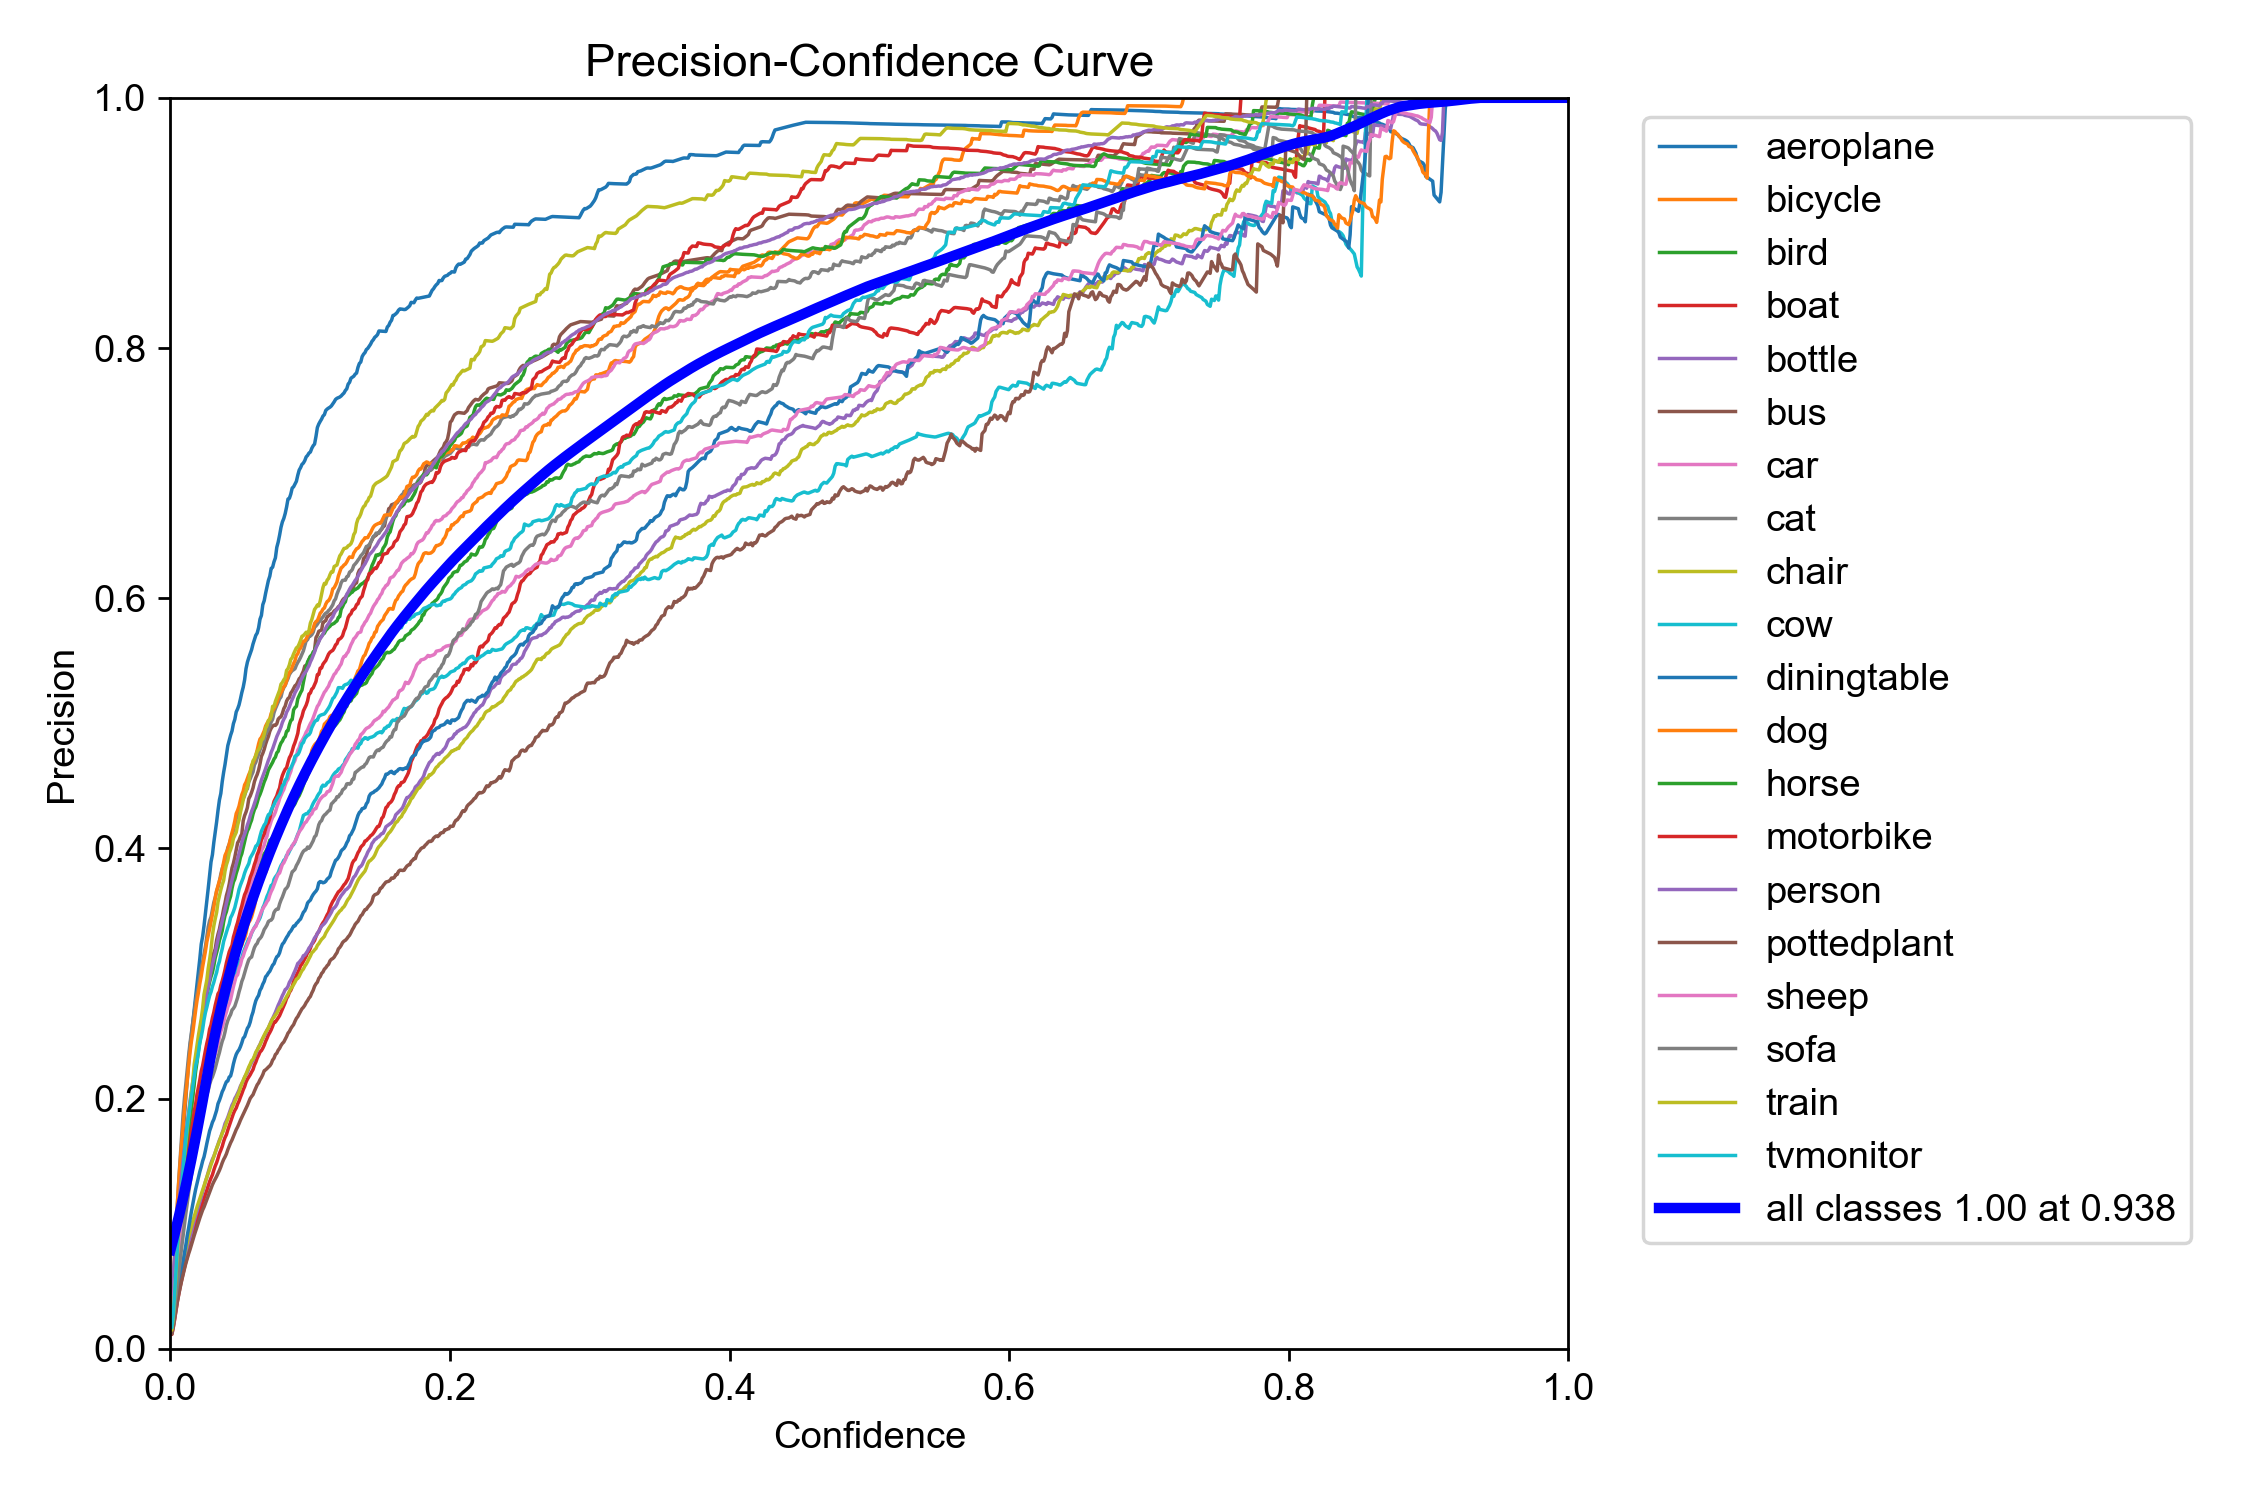 Precision-Confidence Curve
1.0
0.8
0.6
0.4
0.2
0.0
Precision
0.0 0.2 0.4 0.6 0.8 1.0
Confidence
aeroplane
bicycle
bird
boat
bottle
bus
car
cat
chair
cow
diningtable
dog
horse
motorbike
person
pottedplant
sheep
sofa
train
tvmonitor
all classes 1.00 at 0.938